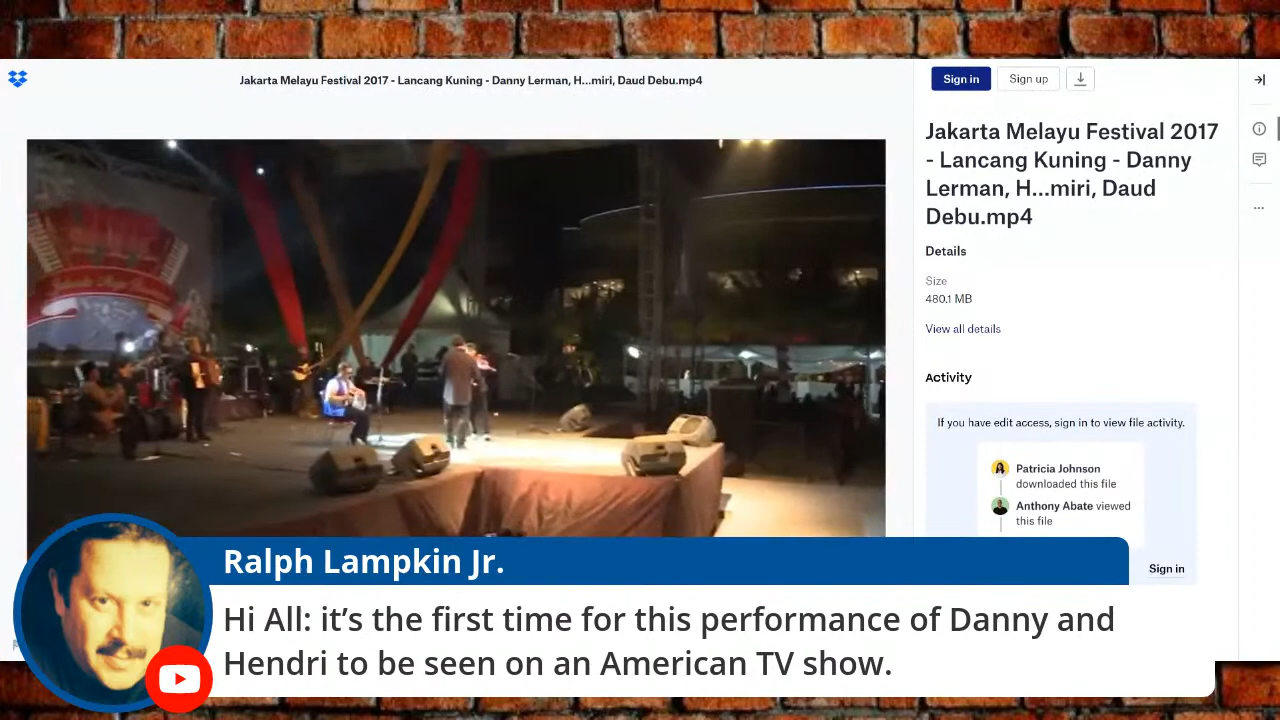 Jakarta Melayu Festival 2017 - Lancang Kuning - Danny Lerman, H...miri, Daud Debu.mp4
Sign in
Sign up
Jakarta Melayu Festival 2017
- Lancang Kuning - Danny
Lerman, H...miri, Daud
Debu.mp4
Details
Size
480.1 MB
View all details
Activity
If you have edit access, sign in to view file activity.
Patricia Johnson
downloaded this file
Anthony Abate viewed
this file
Sign in
Ralph Lampkin Jr.
Hi All: it’s the first time for this performance of Danny and
Hendri to be seen on an American TV show.